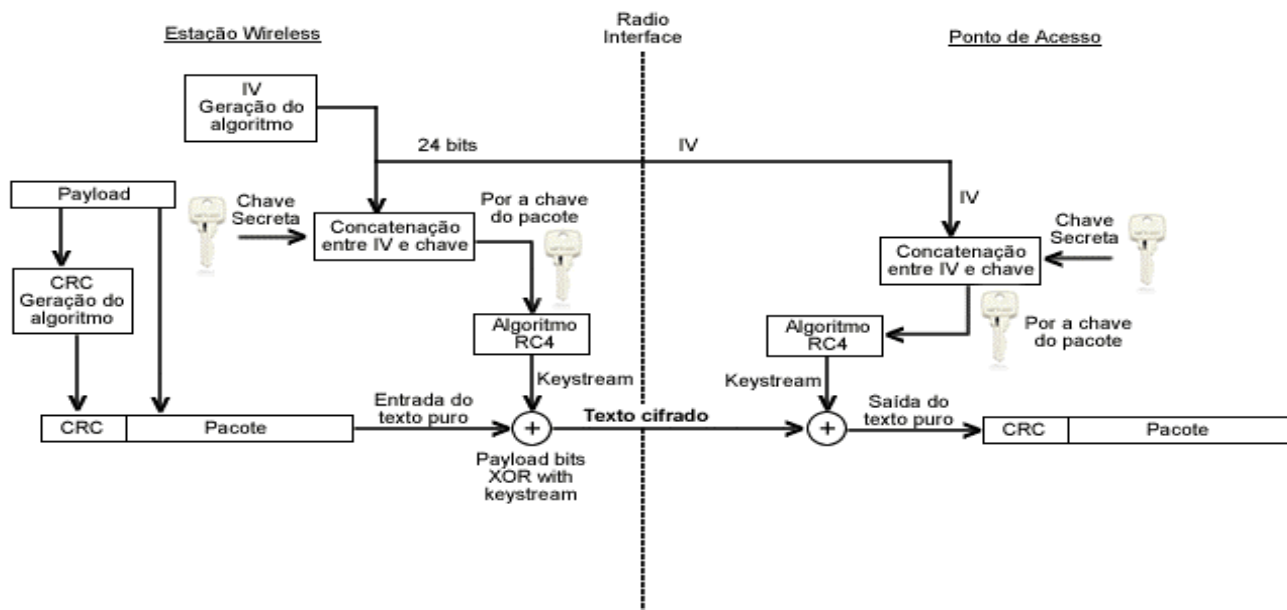 Estação Wireless
Radio
Interface
Ponto de Acesso
IV
Geração do
algoritmo
24 bits
IV
Payload
Chave
Secreta
Concatenação
entre IV e chave
Por a chave
do pacote
IV
Chave
Secreta
Concatenação
entre IV e chave
CRC
Geração do
algoritmo
Algoritmo
RC4
Algoritmo
RC4
Por a chave
do pacote
Keystream
Keystream
CRC
Pacote
Entrada do
texto puro
+
Texto cifrado
+
Saída do
texto puro
CRC
Pacote
Payload bits
XOR with
keystream